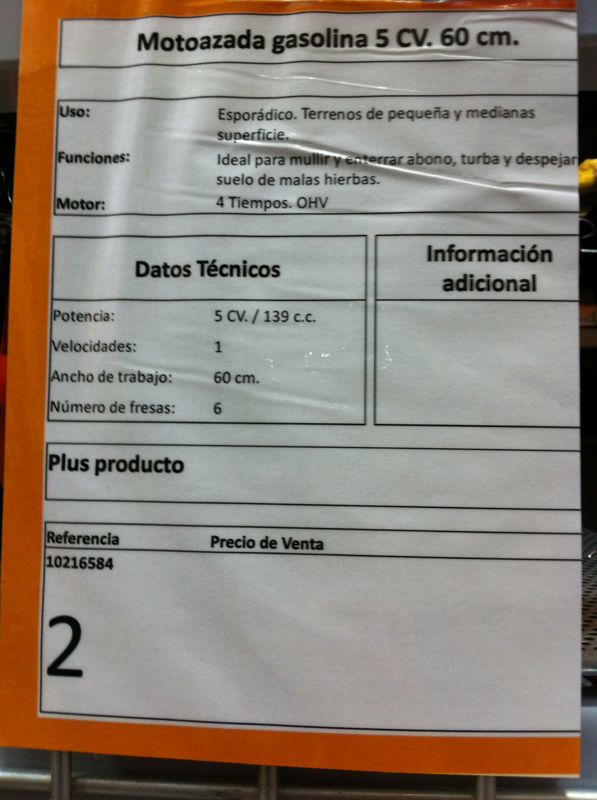 Motoazada gasolina 5 CV. 60 cm.
Uso: Esporádico. Terrenos de pequeña y medianas
superficie.
Funciones: Ideal para mullir y enterrar abono, turba y despejar
suelo de malas hierbas.
Motor: 4 Tiempos. OHV
Datos Técnicos
Potencia: 5 CV. / 139 c.c.
Velocidades: 1
Ancho de trabajo: 60 cm.
Número de fresas: 6
Información
adicional
Plus producto
Referencia Precio de Venta
10216584
2